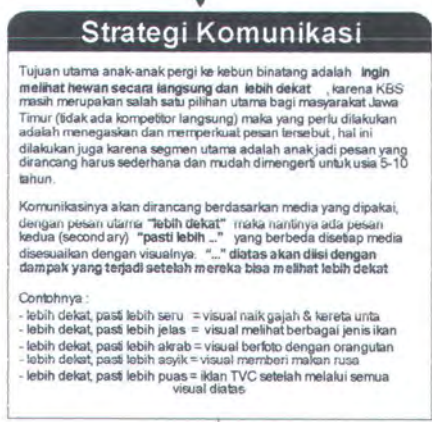 Strategi Komunikasi
Tujuan utama anak-anak pergi ke kebun binatang adalah ingin
melihat hewan secara langsung dan lebih dekat , karena KBS
masih merupakan salah satu pilihan utama bagi masyarakat Jawa
Timur (tidak ada kompetitor langsung) maka yang perlu dilakukan
adalah menegaskan dan memperkuat pesan tersebut, hal ini
dilakukan juga karena segmen utama adalah anak jadi pesan yang
dirancang harus sederhana dan mudah dimengerti untuk usia 5-10
tahun.
Komunikasinya akan dirancang berdasarkan media yang dipakai,
dengan pesan utama "lebih dekat" maka nantinya ada pesan
kedua (secondary) "pasti lebih ..." yang berbeda disetiap media
disesuaikan dengan visualnya. "..." diatas akan diisi dengan
dampak yang terjadi setelah mereka bisa melihat lebih dekat
Contohnya :
- lebih dekat, pasti lebih seru = visual naik gajah & kereta unta
- lebih dekat, pasti lebih jelas = visual melihat berbagai jenis ikan
- lebih dekat, pasti lebih akrab = visual berfoto dengan orangutan
- lebih dekat, pasti lebih asyik = visual memberi makan rusa
- lebih dekat, pasti lebih puas = iklan TVC setelah melalui semua
visual diatas